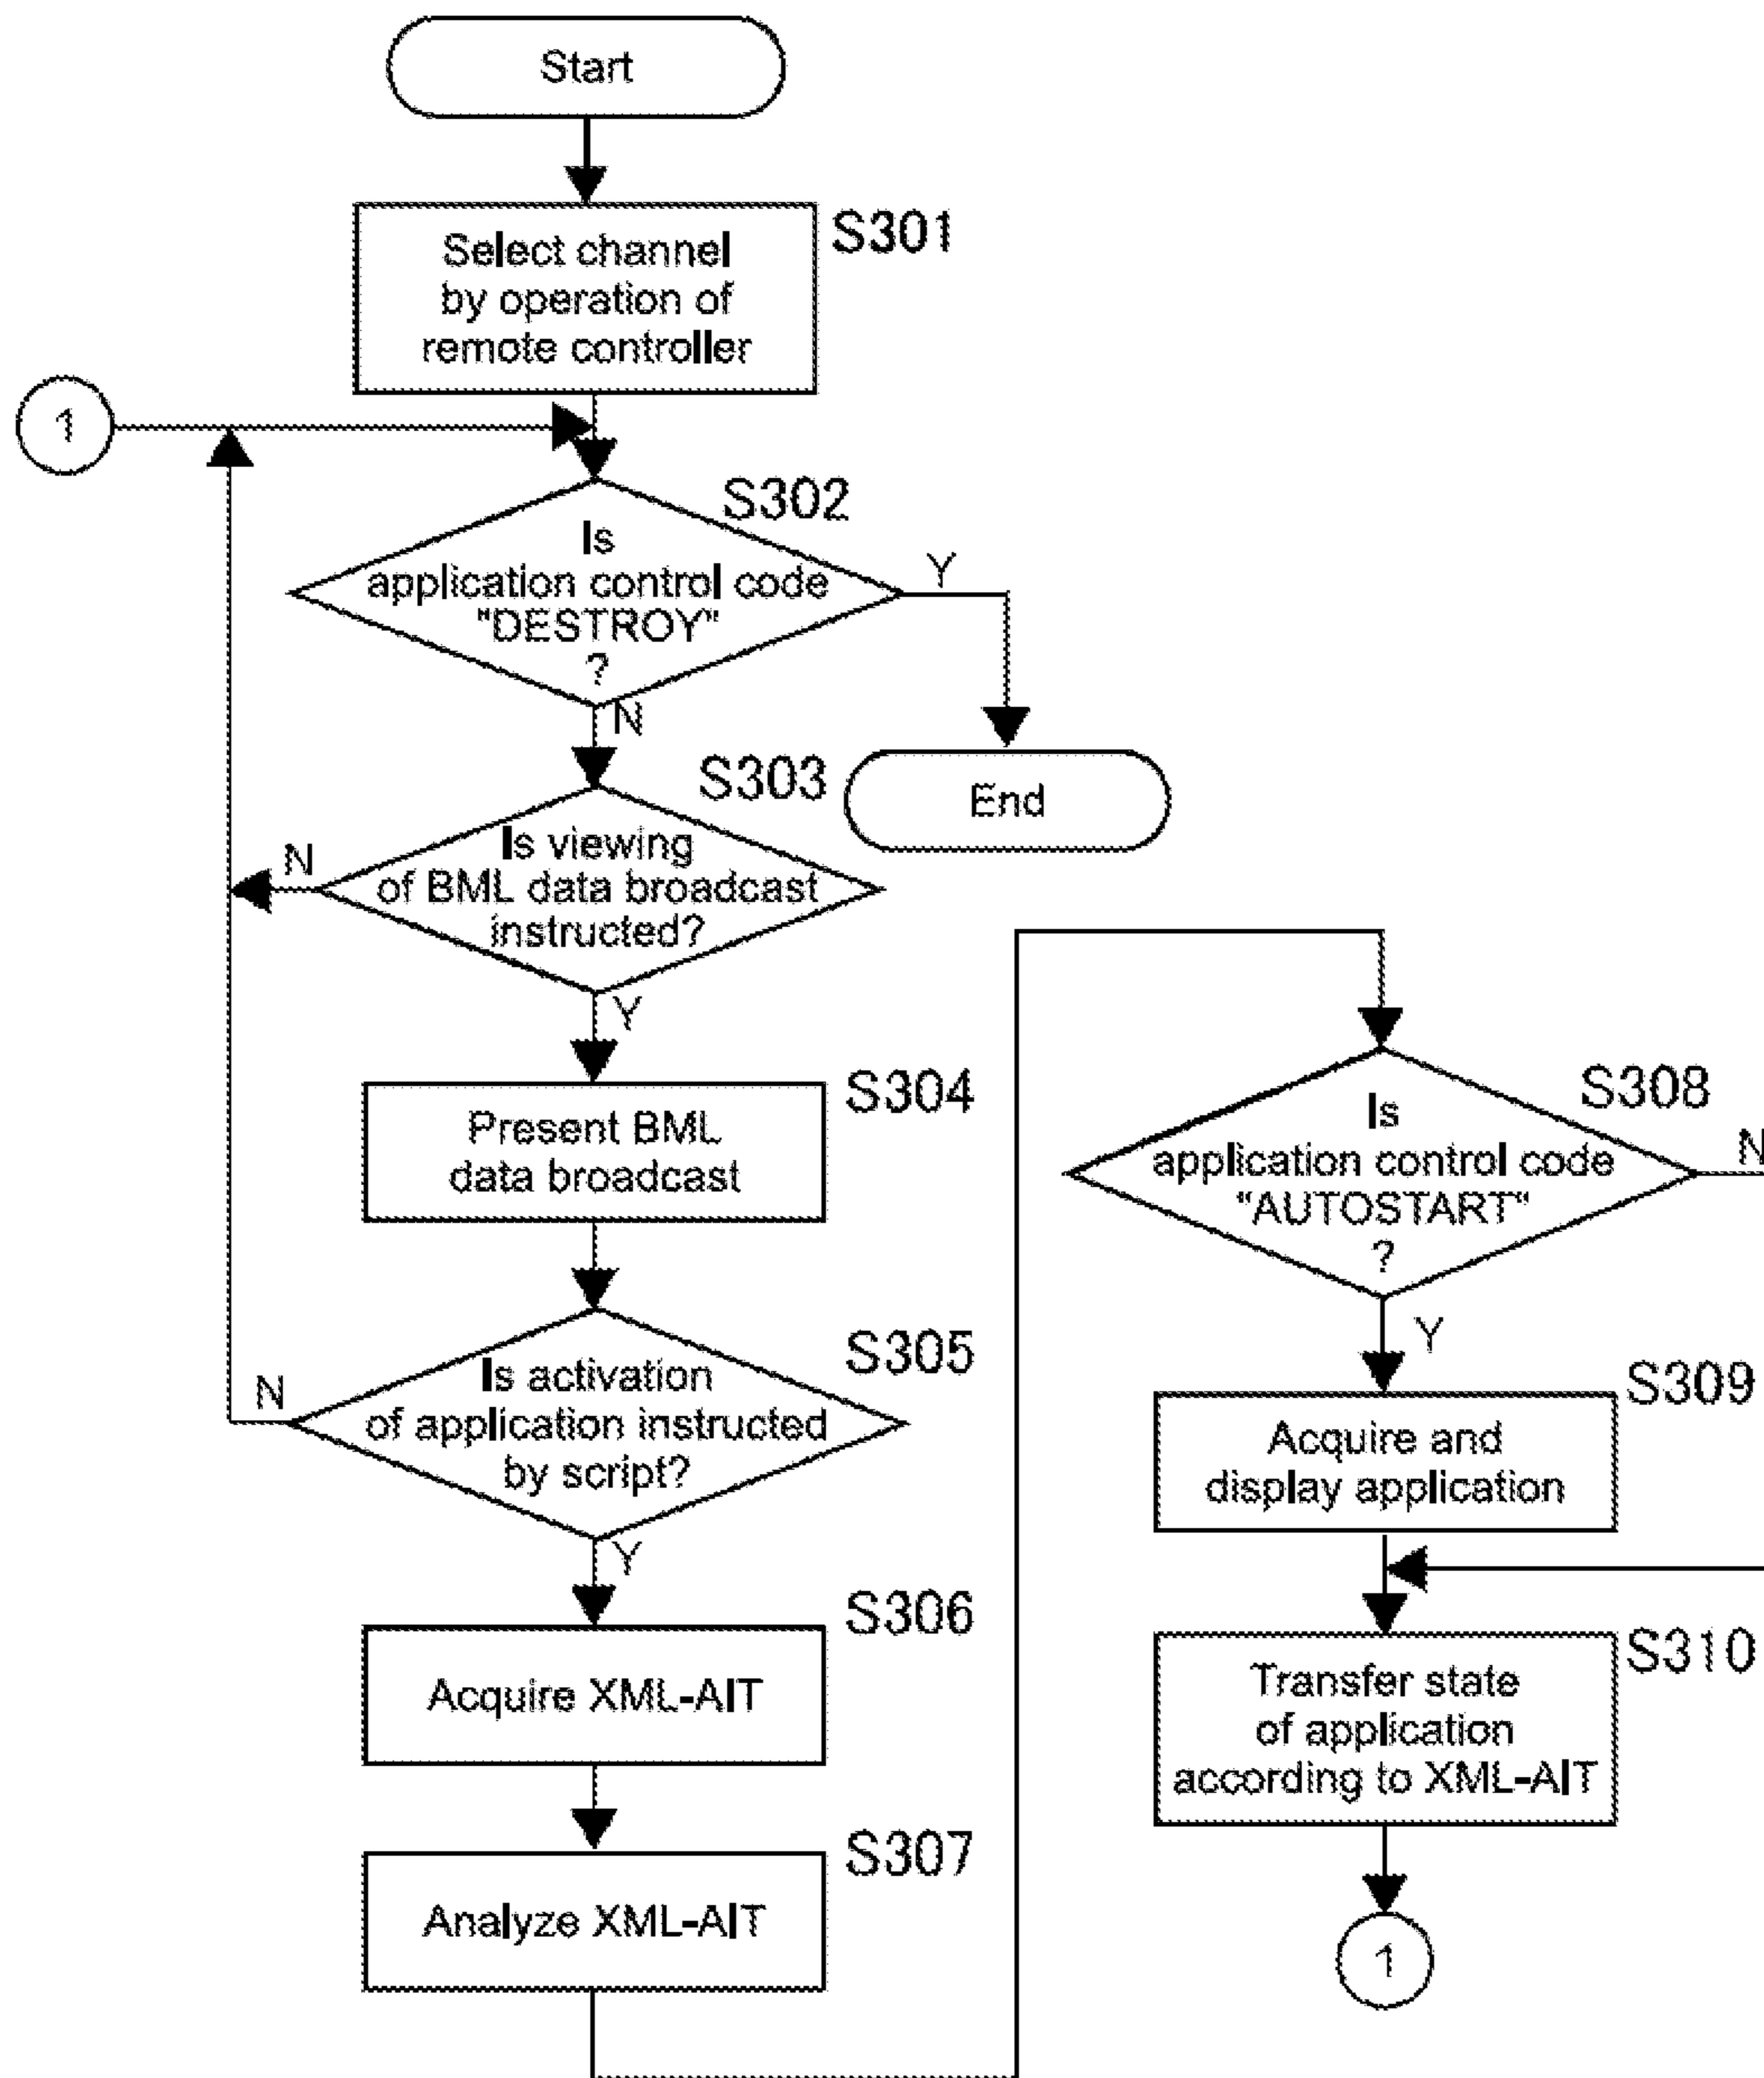 Start
S301
Select channel
by operation of
remote controller
1
S302
Is
application control code
"DESTROY"
?
Y
N
End
S303
Is viewing
of BML data broadcast
instructed?
N
Y
S304
Present BML
data broadcast
S305
Is activation
of application instructed
by script?
N
Y
S306
Acquire XML-AIT
S307
Analyze XML-AIT
S308
Is
application control code
"AUTOSTART"
?
N
Y
S309
Acquire and
display application
S310
Transfer state
of application
according to XML-AIT
1